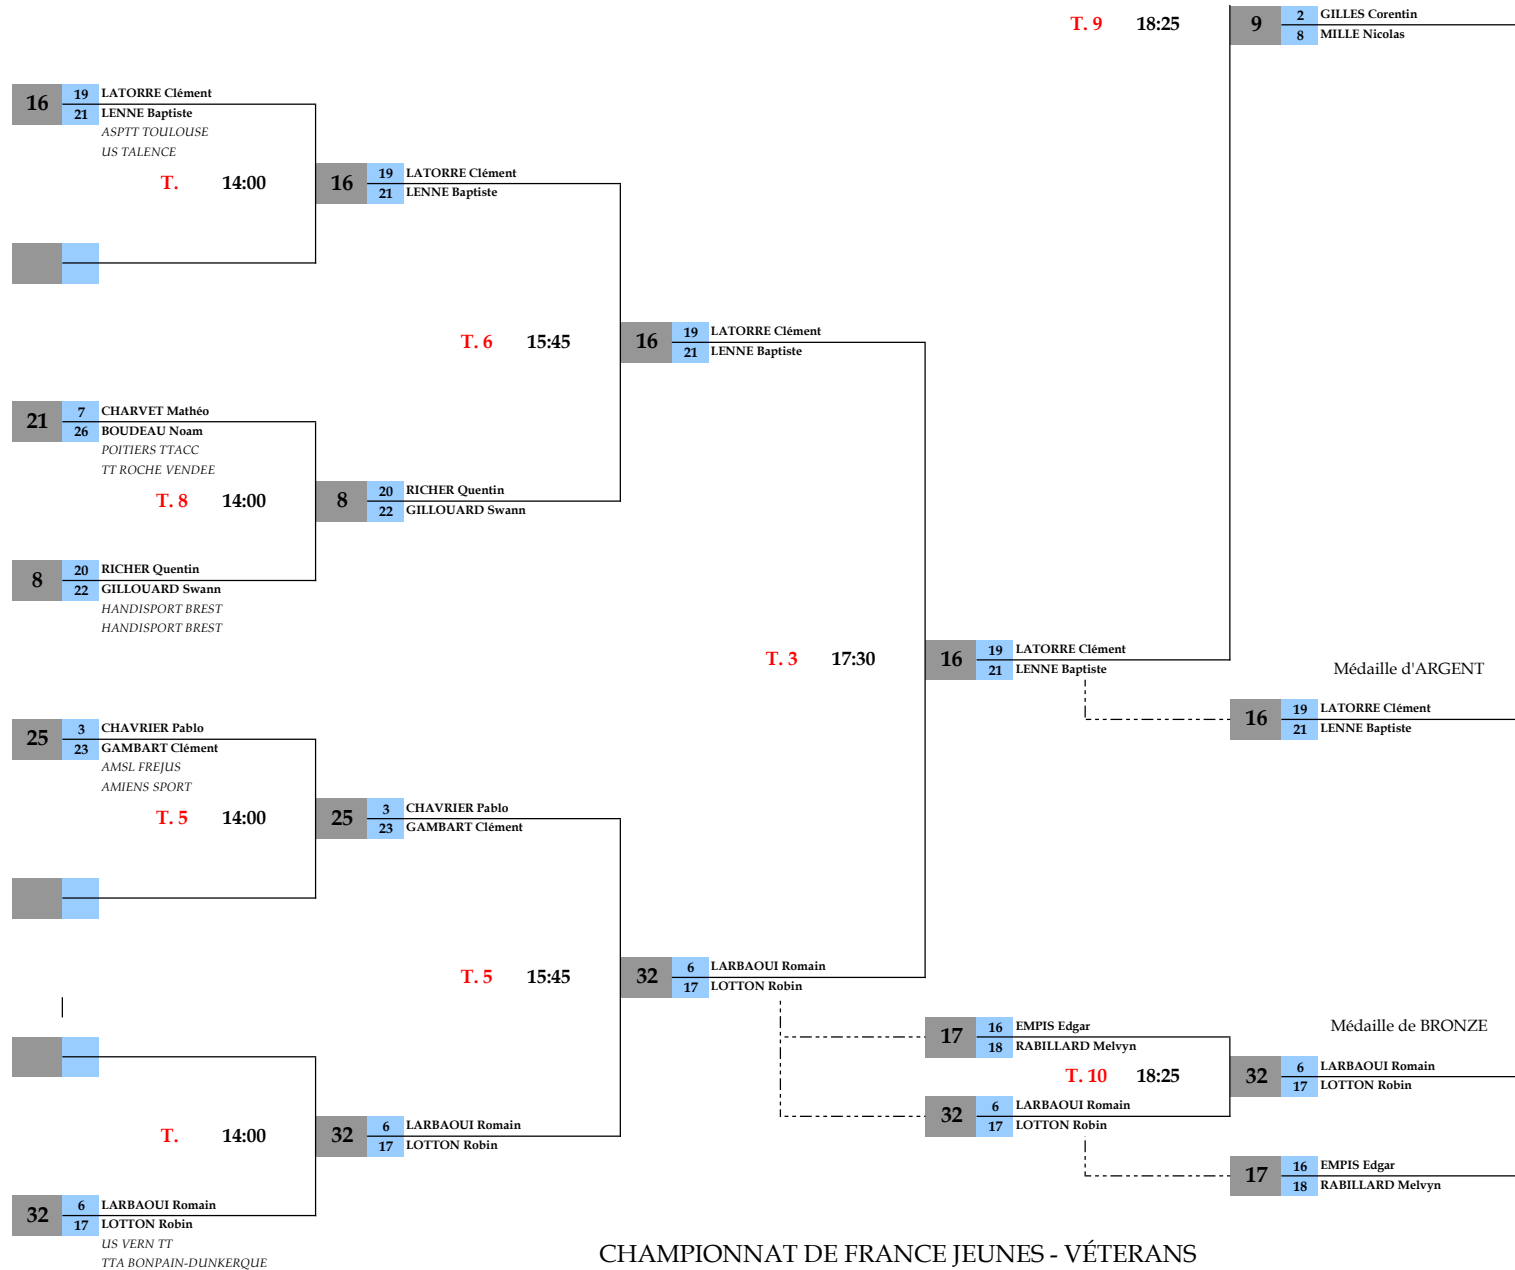 T. 9 18:25 9 2 GILLES Corentin
8 MILLE Nicolas
16 19 LATORRE Clément
21 LENNE Baptiste
ASPTT TOULOUSE
US TALENCE
T. 14:00
16 19 LATORRE Clément
21 LENNE Baptiste
T. 6 15:45
16 19 LATORRE Clément
21 LENNE Baptiste
21 7 CHARVET Mathéo
26 BOUDEAU Noam
POITIERS TTACC
TT ROCHE VENDEE
T. 8 14:00
8 20 RICHER Quentin
22 GILLOUARD Swann
8 20 RICHER Quentin
22 GILLOUARD Swann
HANDISPORT BREST
HANDISPORT BREST
T. 3 17:30
16 19 LATORRE Clément
21 LENNE Baptiste
Médaille d'ARGENT
16 19 LATORRE Clément
21 LENNE Baptiste
25 3 CHAVRIER Pablo
23 GAMBART Clément
AMSL FREJUS
AMIENS SPORT
T. 5 14:00
25 3 CHAVRIER Pablo
23 GAMBART Clément
T. 5 15:45
32 6 LARBAOUI Romain
17 LOTTON Robin
17 16 EMPIS Edgar
18 RABILLARD Melvyn
Médaille de BRONZE
T. 10 18:25
32 6 LARBAOUI Romain
17 LOTTON Robin
32 6 LARBAOUI Romain
17 LOTTON Robin
T. 14:00
32 6 LARBAOUI Romain
17 LOTTON Robin
17 16 EMPIS Edgar
18 RABILLARD Melvyn
32 6 LARBAOUI Romain
17 LOTTON Robin
US VERN TT
TTA BONPAIN-DUNKERQUE
CHAMPIONNAT DE FRANCE JEUNES - VÉTERANS